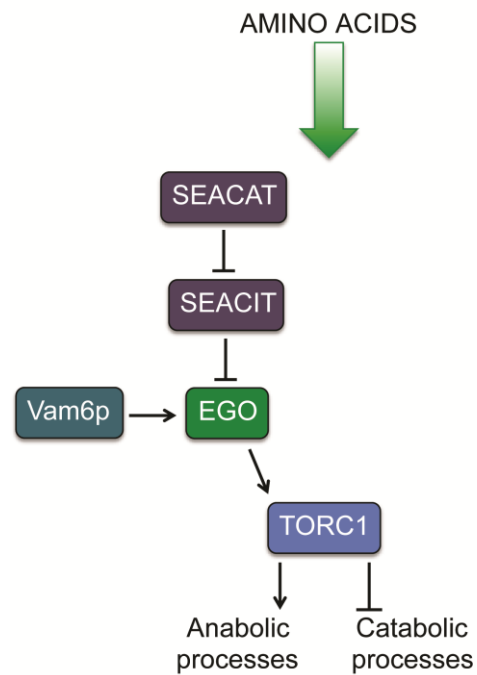 AMINO ACIDS
SEACAT
SEACIT
Vam6p
EGO
TORC1
Anabolic
processes
Catabolic
processes